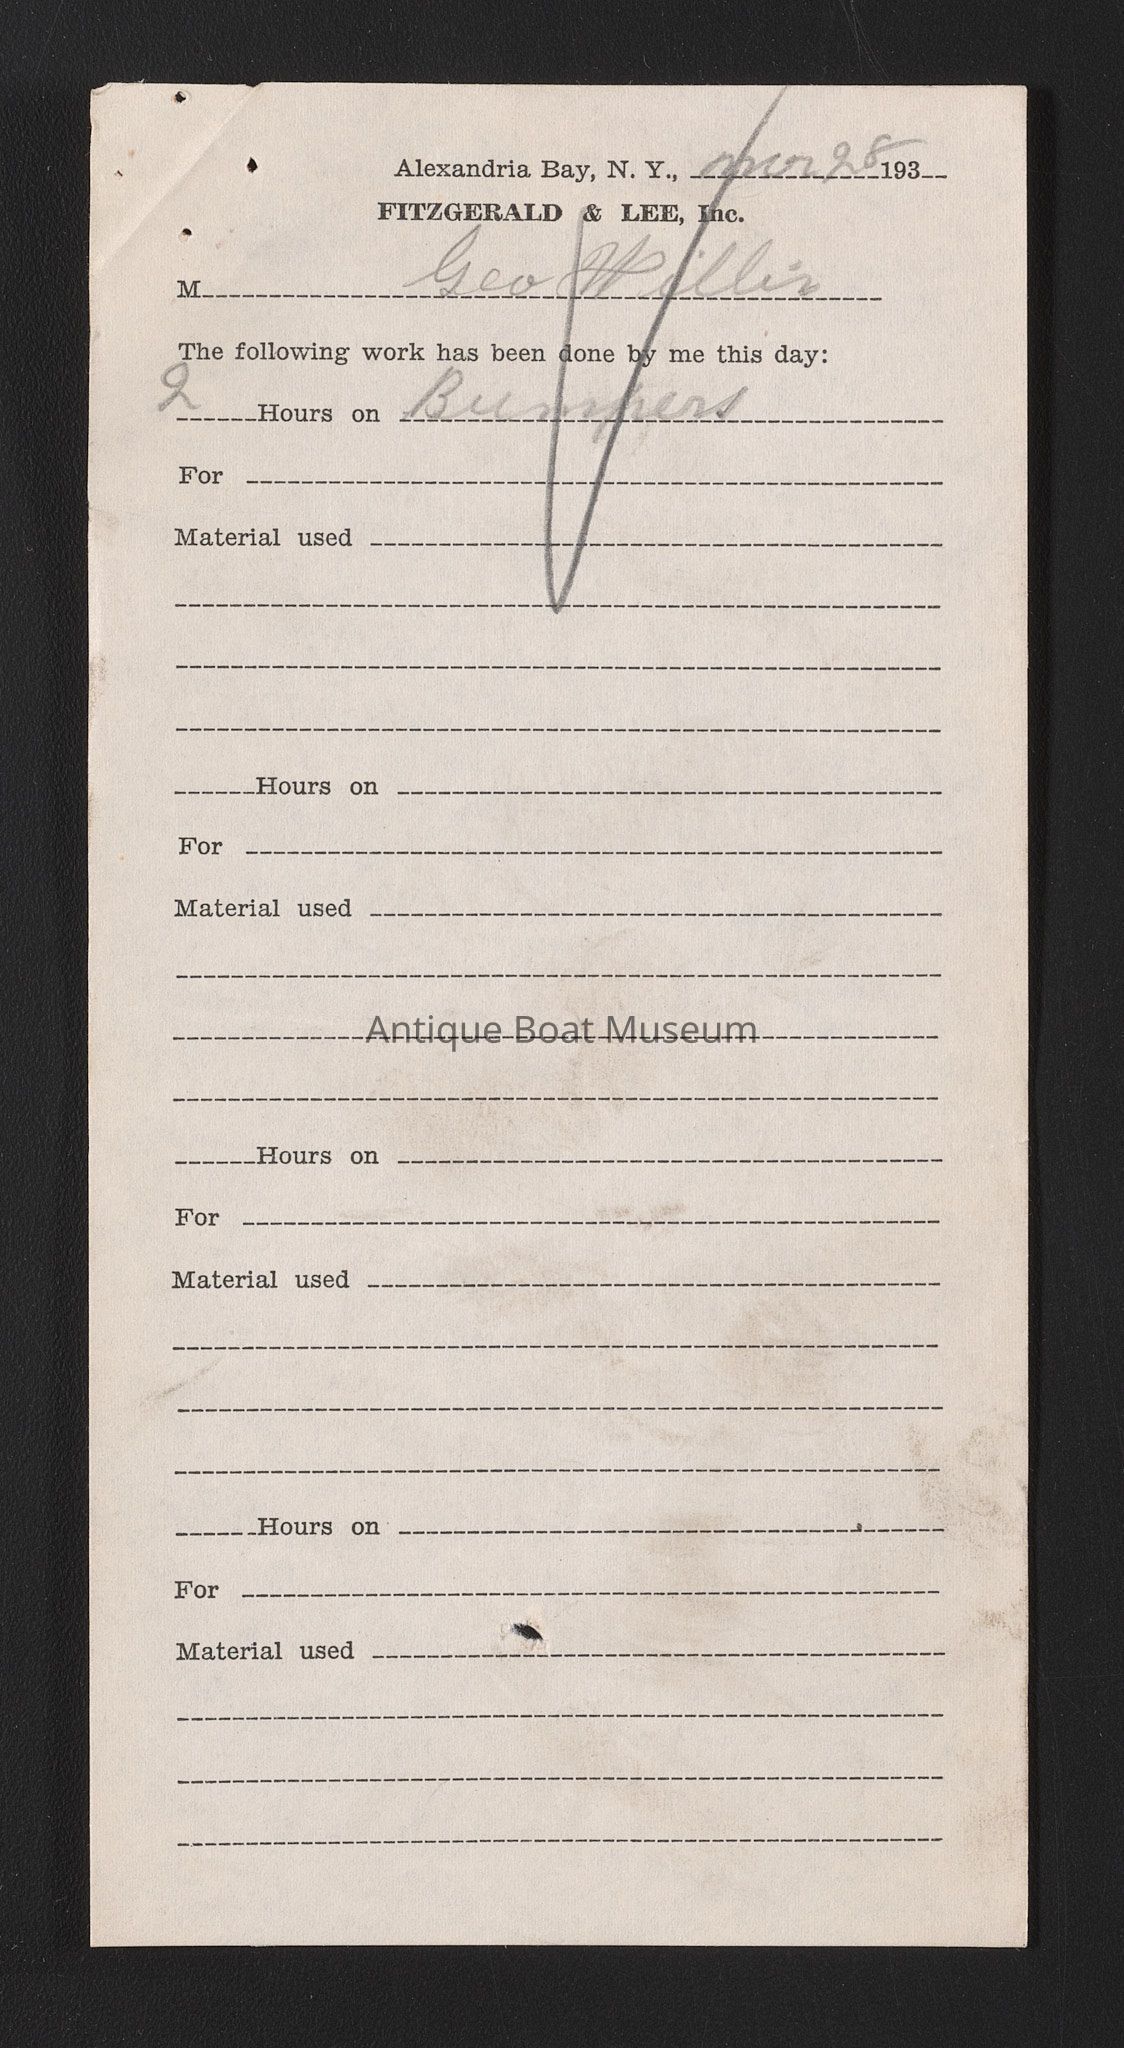 Alexandria Bay, N. Y., 28 193
FITZGERALD & LEE, Inc.
M Geo
The following work has been done by me this day:
2 Hours on Bumpers
For
Material used
Hours on
For
Material used
Antique Boat Museum
Hours on
For
Material used
Hours on
For
Material used